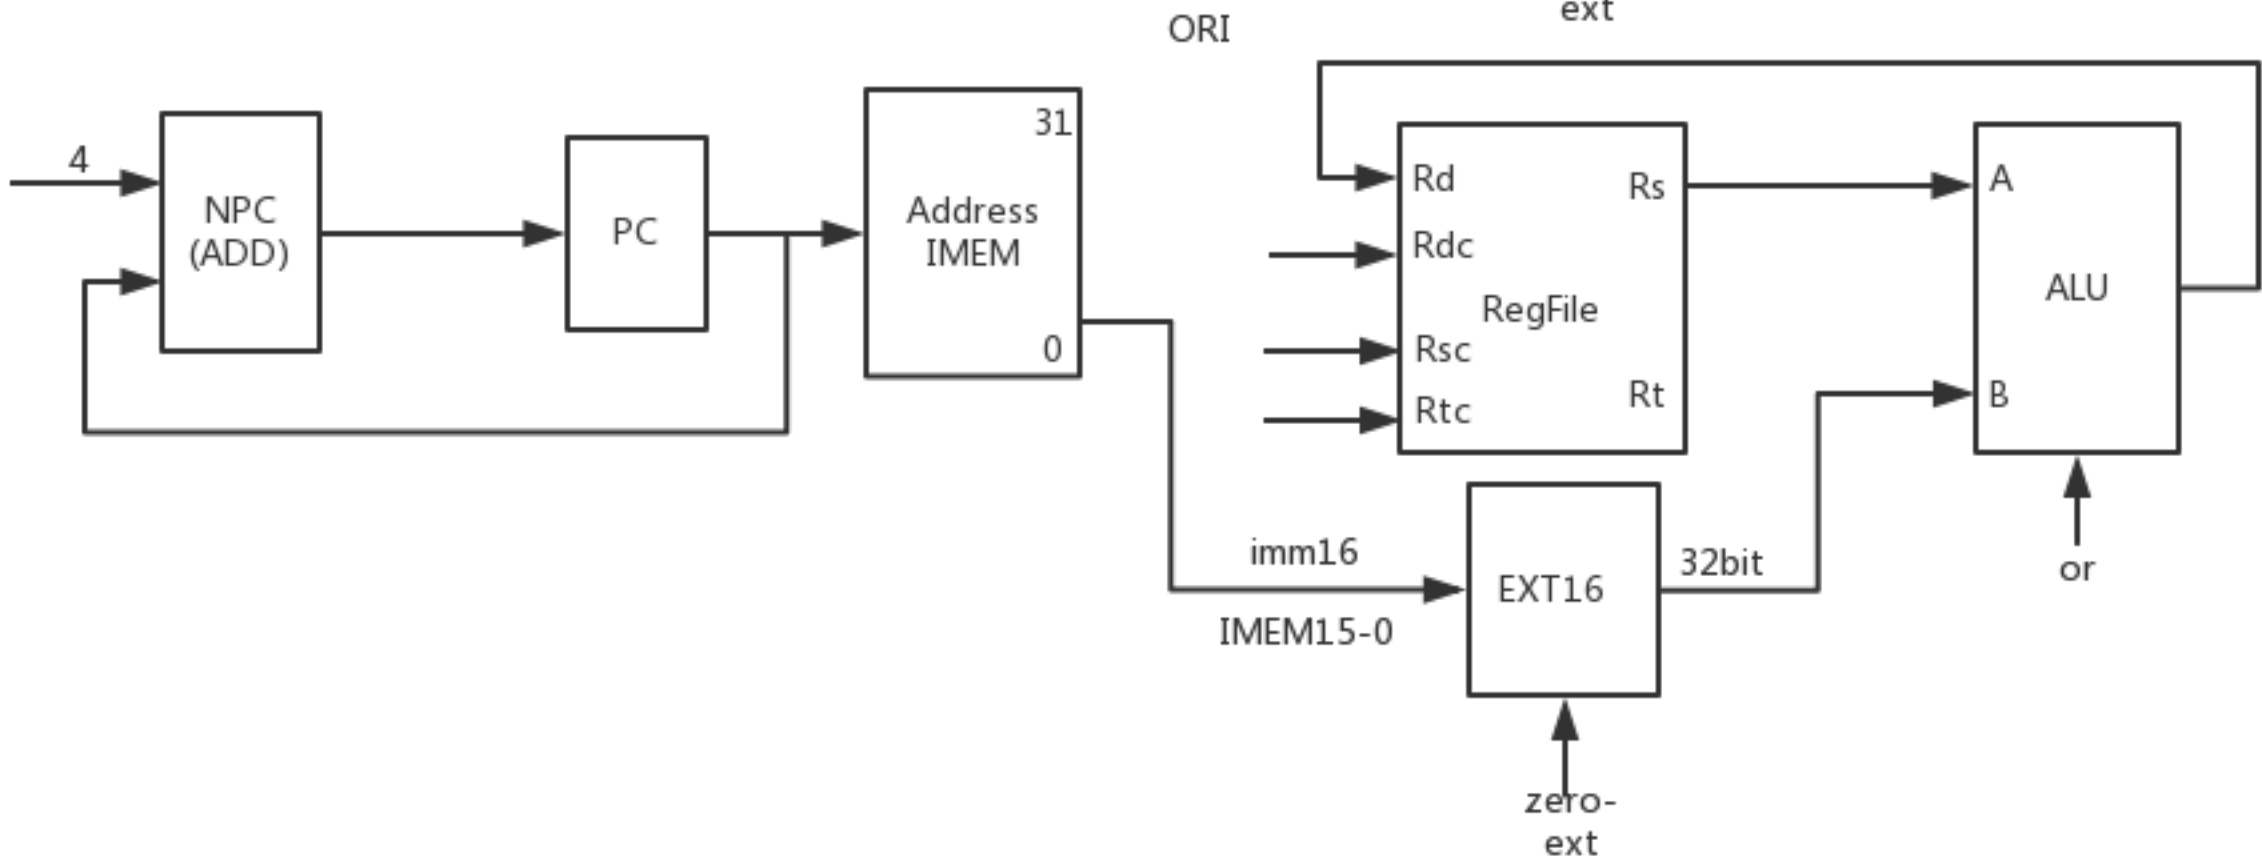 ext
ORI
4
NPC
(ADD)
PC
31
Address
IMEM
0
Rd
Rdc
RegFile
Rsc
Rtc
Rs
Rt
A
ALU
B
or
imm16
IMEM15-0
EXT16
32bit
zero-
ext